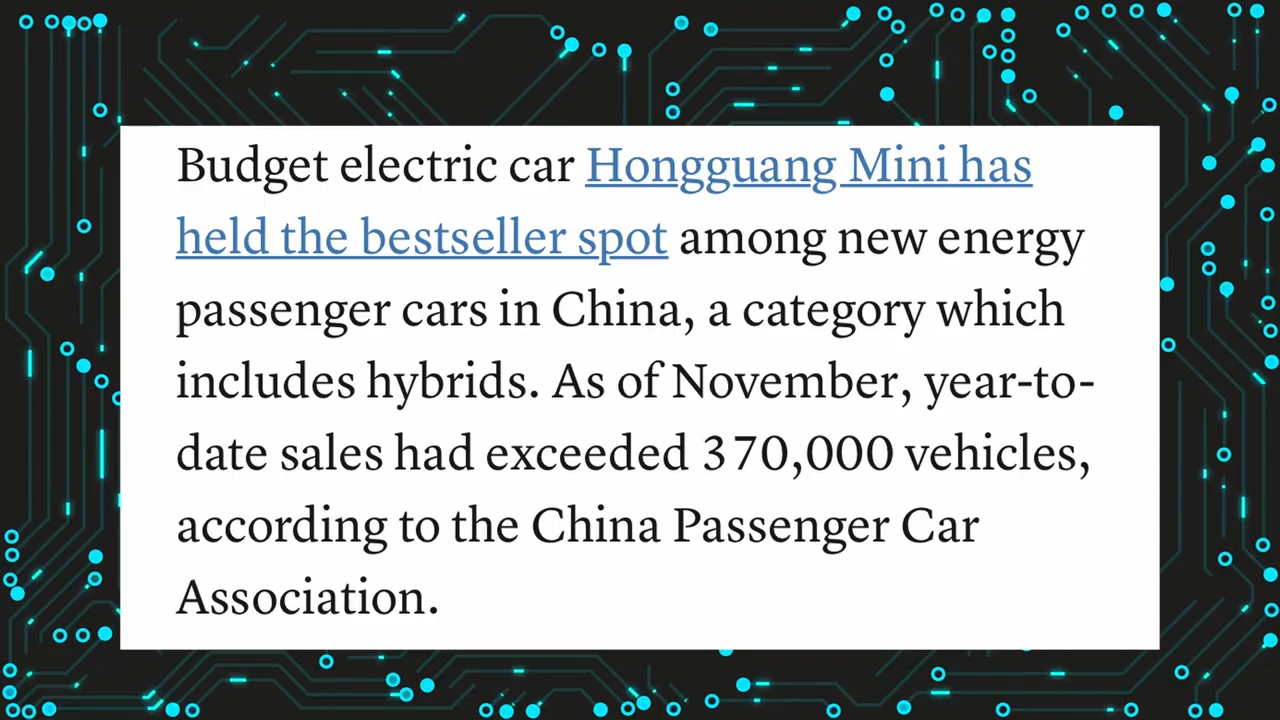 Budget electric car Hongguang Mini has
held the bestseller spot among new energy
passenger cars in China, a category which
includes hybrids. As of November, year-to-
date sales had exceeded 370,000 vehicles,
according to the China Passenger Car
Association.